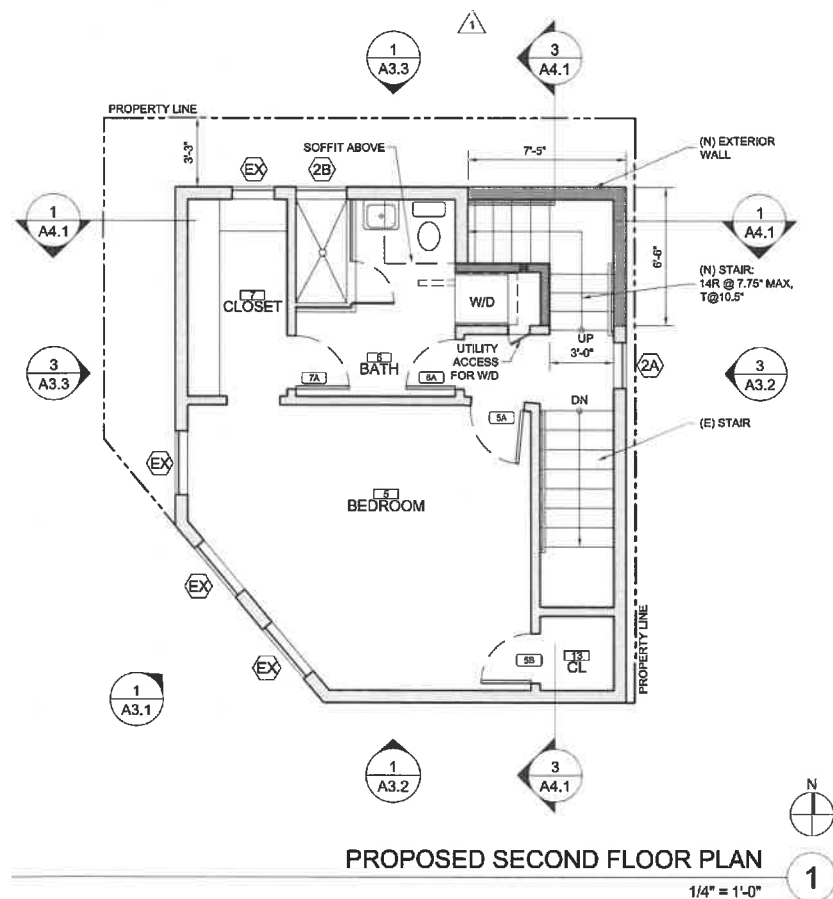 1
1
A3.3
3
A4.1
PROPERTY LINE
3'-3"
SOFFIT ABOVE
7'-5"
(N) EXTERIOR
WALL
EX
2B
1
A4.1
1
A4.1
6'-6"
(N) STAIR:
14R @ 7.75" MAX,
T@10.5"
7
CLOSET
W/D
UP
3'-0"
UTILITY
ACCESS
FOR W/D
6
BATH
7A
6A
3
A3.3
2A
3
A3.2
DN
5A
(E) STAIR
EX
5
BEDROOM
EX
PROPERTY LINE
5B
13
CL
EX
1
A3.1
1
A3.2
3
A4.1
N
PROPOSED SECOND FLOOR PLAN
1
1/4" = 1'-0"